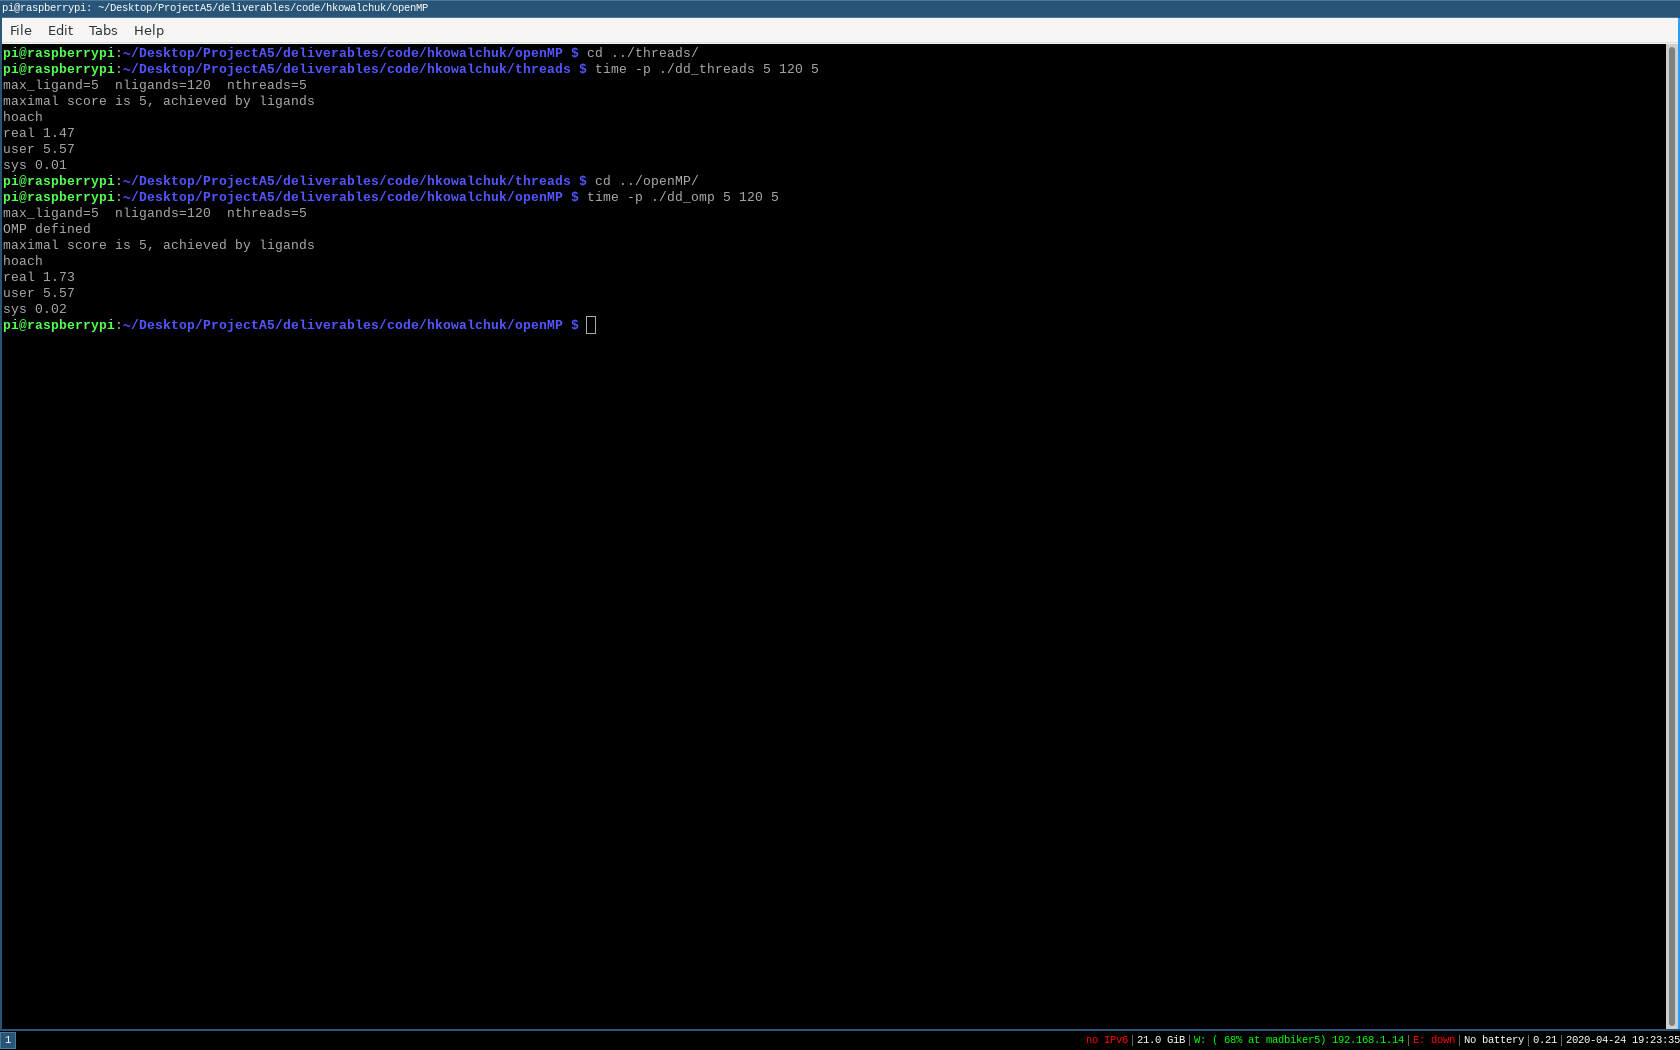 pi@raspberrypi: ~/Desktop/ProjectA5/deliverables/code/hkowalchuk/openMP
File Edit Tabs Help
pi@raspberrypi:~/Desktop/ProjectA5/deliverables/code/hkowalchuk/openMP $ cd ../threads/
pi@raspberrypi:~/Desktop/ProjectA5/deliverables/code/hkowalchuk/threads $ time -p ./dd_threads 5 120 5
max_ligand=5  nligands=120  nthreads=5
maximal score is 5, achieved by ligands
hoach
real 1.47
user 5.57
sys 0.01
pi@raspberrypi:~/Desktop/ProjectA5/deliverables/code/hkowalchuk/threads $ cd ../openMP/
pi@raspberrypi:~/Desktop/ProjectA5/deliverables/code/hkowalchuk/openMP $ time -p ./dd_omp 5 120 5
max_ligand=5  nligands=120  nthreads=5
OMP defined
maximal score is 5, achieved by ligands
hoach
real 1.73
user 5.57
sys 0.02
pi@raspberrypi:~/Desktop/ProjectA5/deliverables/code/hkowalchuk/openMP $
1 no IPv6|21.0 GiB|W: ( 68% at madbiker5) 192.168.1.14|E: down|No battery|0.21|2020-04-24 19:23:35